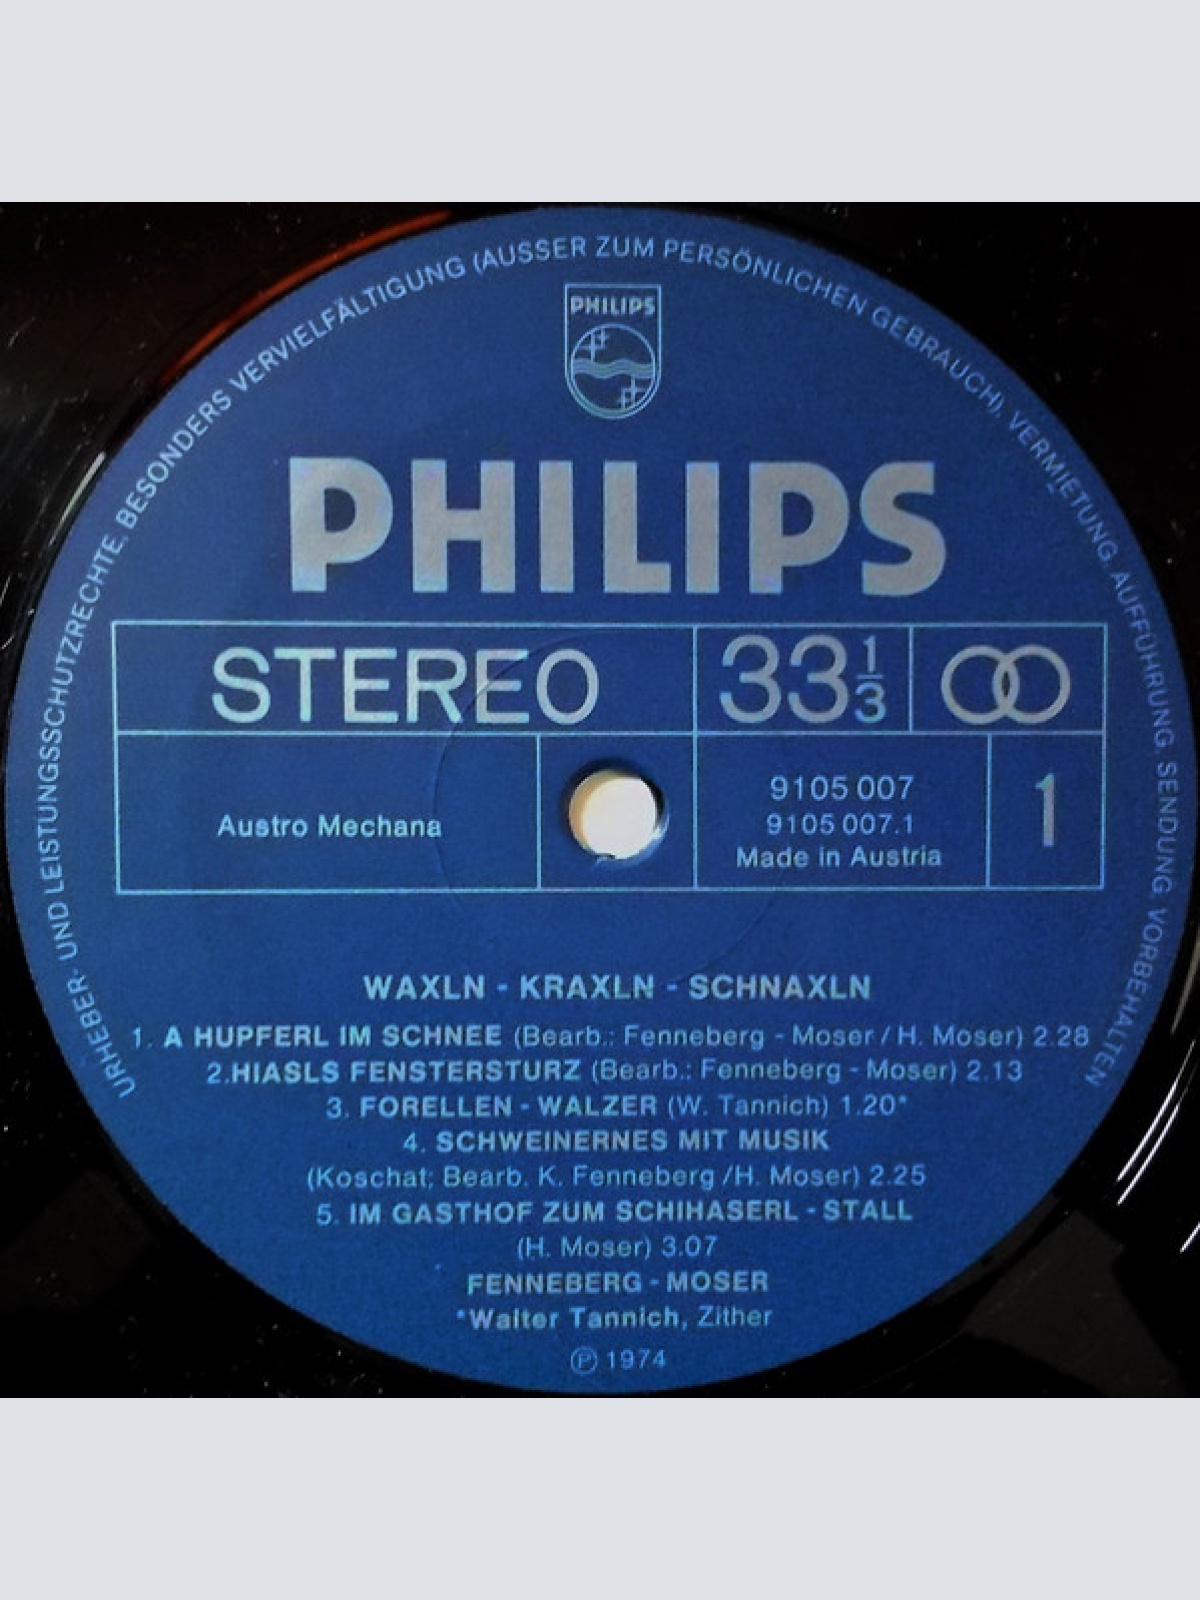 URHEBER- UND LEISTUNGSSCHUTZRECHTE, BESONDERS VERVIELFÄLTIGUNG (AUSSER ZUM PERSÖNLICHEN GEBRAUCH), VERMIETUNG, AUFFÜHRUNG, SENDUNG, VORBEHALTEN
PHILIPS
PHILIPS
STEREO
33 1/3
Austro Mechana
9105 007
9105 007.1
Made in Austria
1
WAXLN - KRAXLN - SCHNAXLN
1. A HUPFERL IM SCHNEE (Bearb.: Fenneberg - Moser / H. Moser) 2.28
2.HIASLS FENSTERSTURZ (Bearb.: Fenneberg - Moser) 2.13
3. FORELLEN - WALZER (W. Tannich) 1.20*
4. SCHWEINERNES MIT MUSIK
(Koschat; Bearb. K. Fenneberg /H. Moser) 2.25
5. IM GASTHOF ZUM SCHIHASERL - STALL
(H. Moser) 3.07
FENNEBERG - MOSER
*Walter Tannich, Zither
℗ 1974